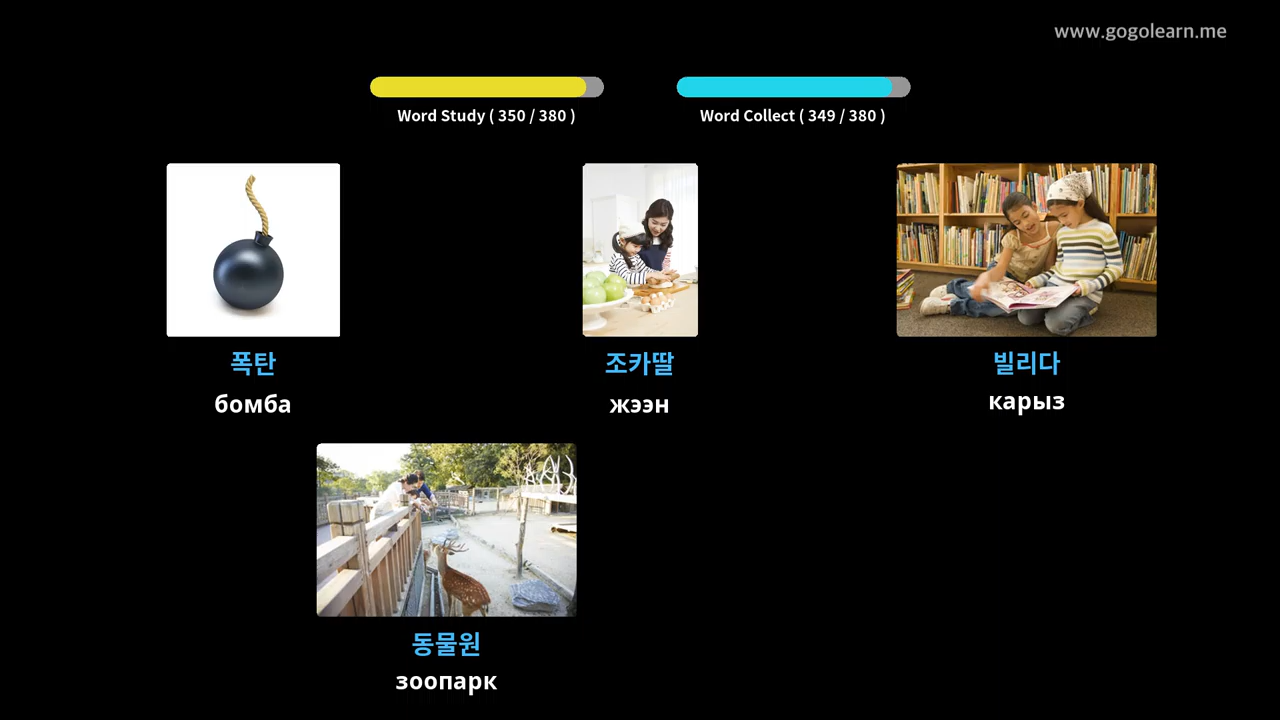 www.gogolearn.me
Word Study ( 350 / 380 )
Word Collect ( 349 / 380 )
폭탄
бомба
조카딸
жээн
빌리다
карыз
동물원
зоопарк